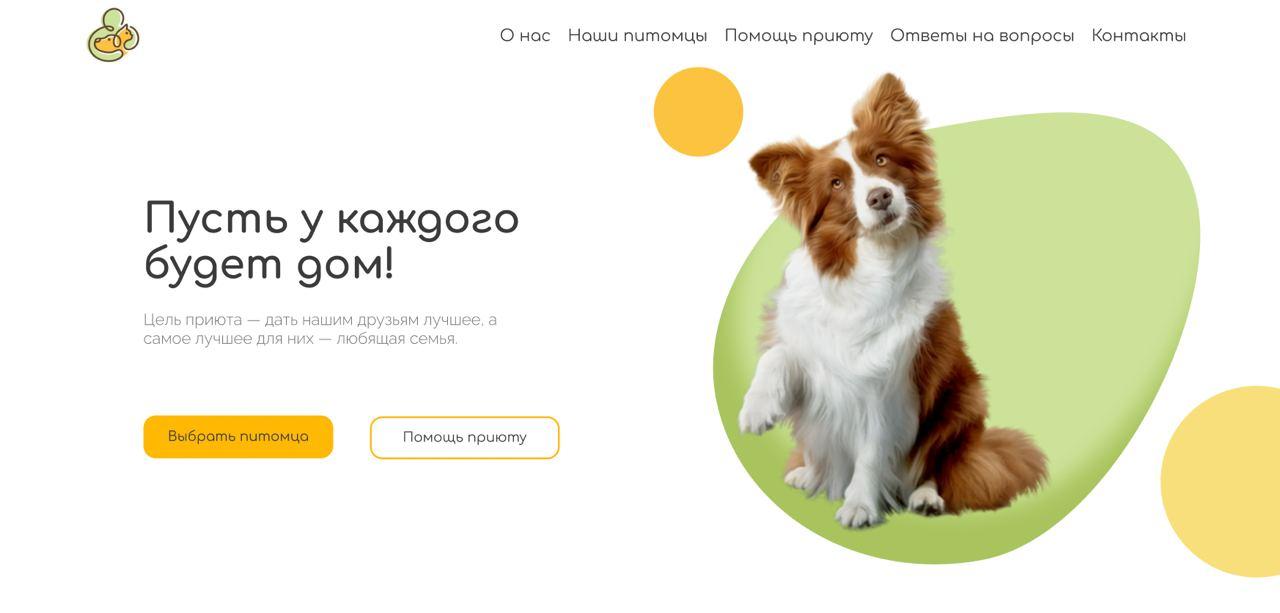 О нас Наши питомцы Помощь приюту Ответы на вопросы Контакты
Пусть у каждого
будет дом!
Цель приюта — дать нашим друзьям лучшее, а
самое лучшее для них — любящая семья.
Выбрать питомца Помощь приюту